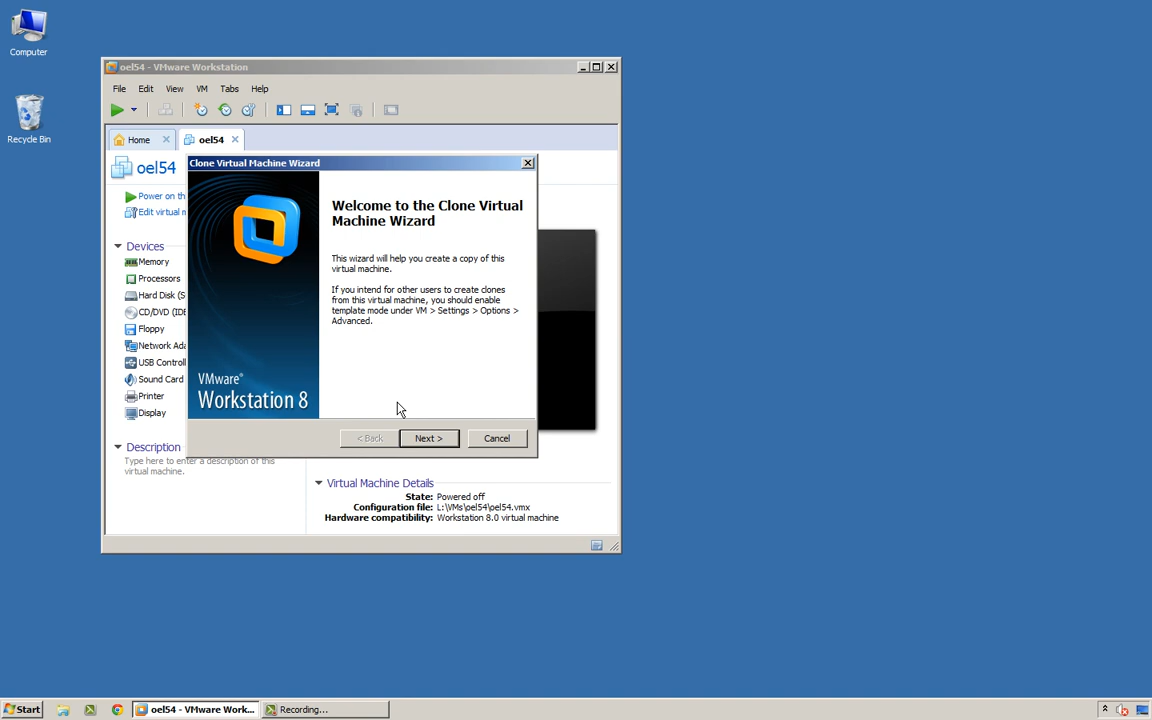 Computer
Recycle Bin
oel54 - VMware Workstation
File Edit View VM Tabs Help
Home oel54
oel54
Power on th
Edit virtual m
Devices
Memory
Processors
Hard Disk (S
CD/DVD (IDE
Floppy
Network Ada
USB Controll
Sound Card
Printer
Display
Description
Type here to enter a description of this
virtual machine.
Clone Virtual Machine Wizard
Welcome to the Clone Virtual
Machine Wizard
This wizard will help you create a copy of this
virtual machine.
If you intend for other users to create clones
from this virtual machine, you should enable
template mode under VM > Settings > Options >
Advanced.
VMware®
Workstation 8
< Back Next > Cancel
Virtual Machine Details
State: Powered off
Configuration file: L:\VMs\oel54\oel54.vmx
Hardware compatibility: Workstation 8.0 virtual machine
Start oel54 - VMware Work... Recording...